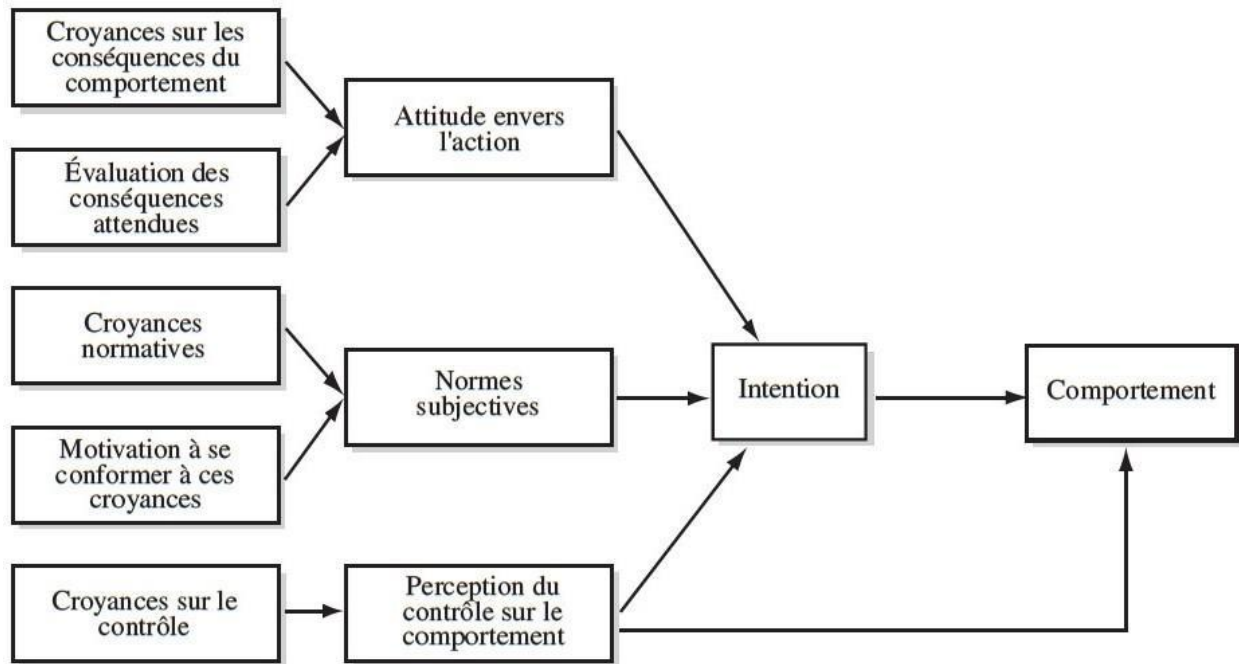 Croyances sur les
conséquences du
comportement
Évaluation des
conséquences
attendues
Croyances
normatives
Motivation à se
conformer à ces
croyances
Croyances sur le
contrôle
Attitude envers
l'action
Normes
subjectives
Perception du
contrôle sur le
comportement
Intention
Comportement